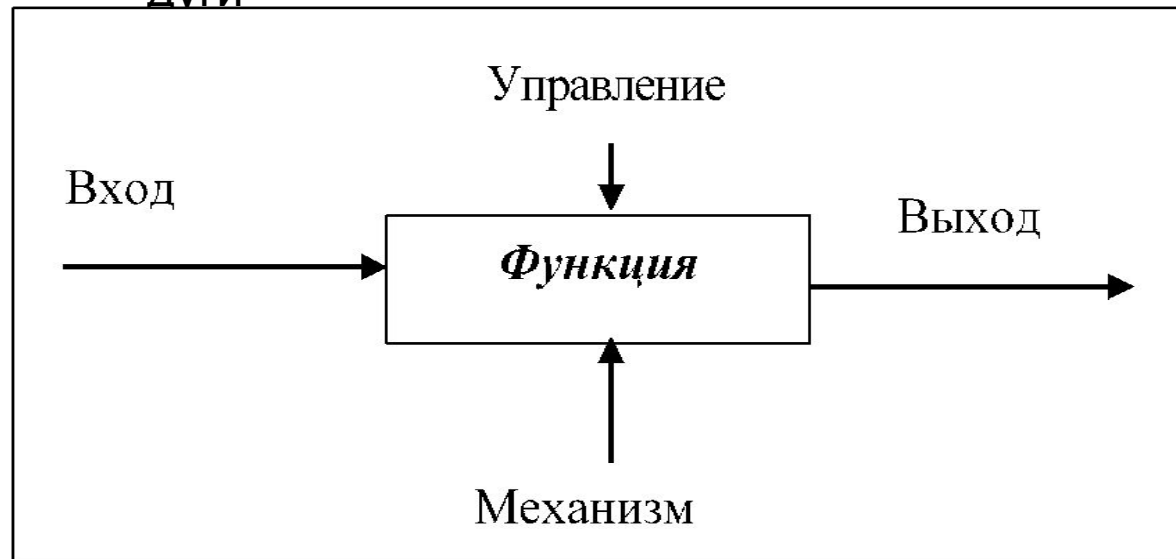 Управление
Вход
Выход
Функция
Механизм